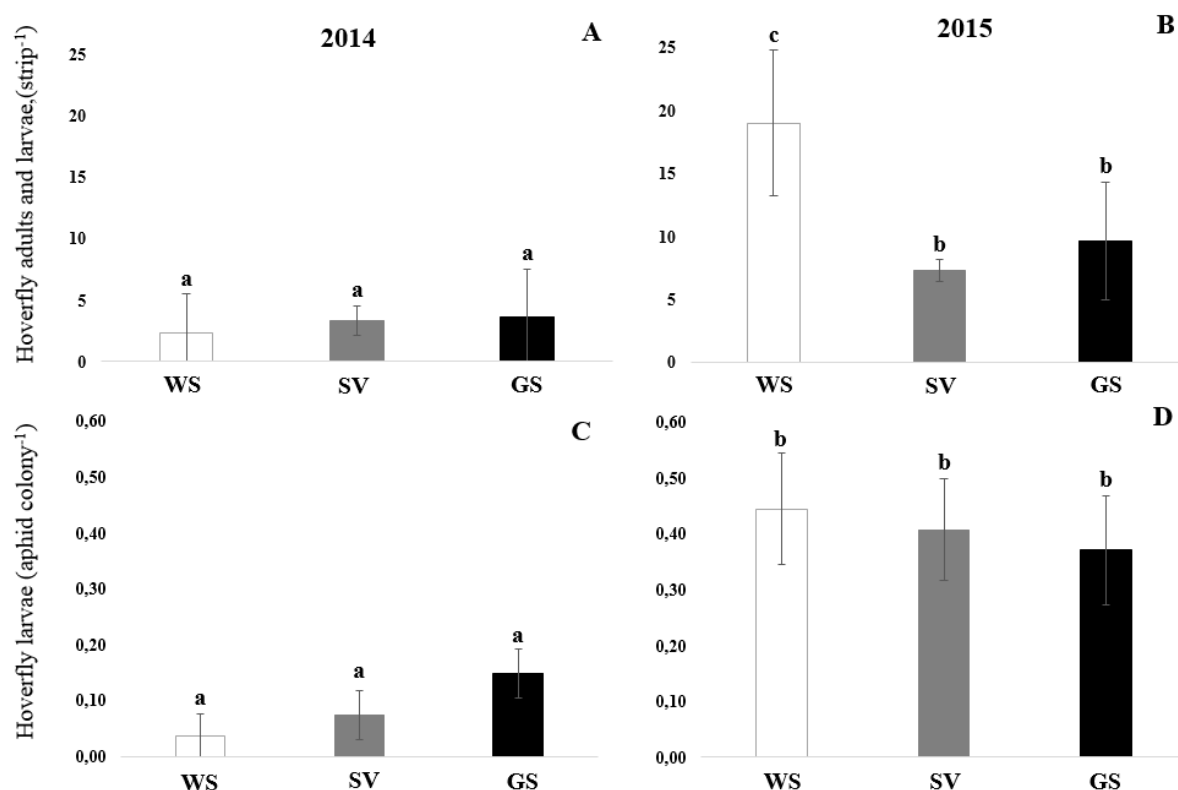 2014
A
Hoverfly adults and larvae,(strip⁻¹)
25
20
15
10
5
0
a
a
a
WS
SV
GS
2015
B
25
20
15
10
5
0
c
b
b
WS
SV
GS
C
Hoverfly larvae (aphid colony⁻¹)
0,60
0,50
0,40
0,30
0,20
0,10
0,00
a
a
a
WS
SV
GS
D
0,60
0,50
0,40
0,30
0,20
0,10
0,00
b
b
b
WS
SV
GS